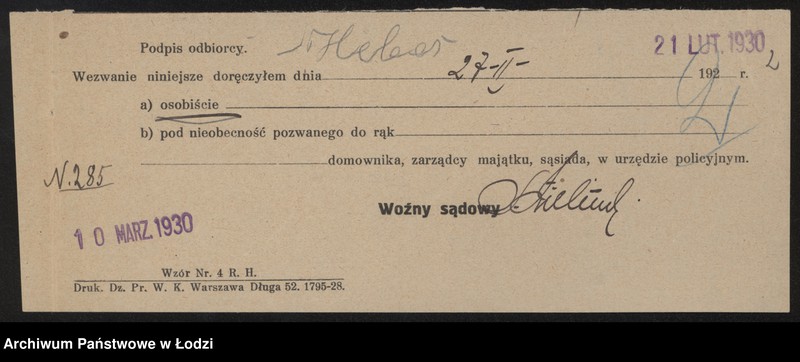 Podpis odbiorcy.
21 LUT. 1930
Wezwanie niniejsze doręczyłem dnia 27-II- 192 r.
2
a) osobiście
b) pod nieobecność pozwanego do rąk
domownika, zarządcy majątku, sąsiada, w urzędzie policyjnym.
N.285
Woźny sądowy
10 MARZ.1930
Wzór Nr. 4 R. H.
Druk. Dz. Pr. W. K. Warszawa Długa 52. 1795-28.
Archiwum Państwowe w Łodzi